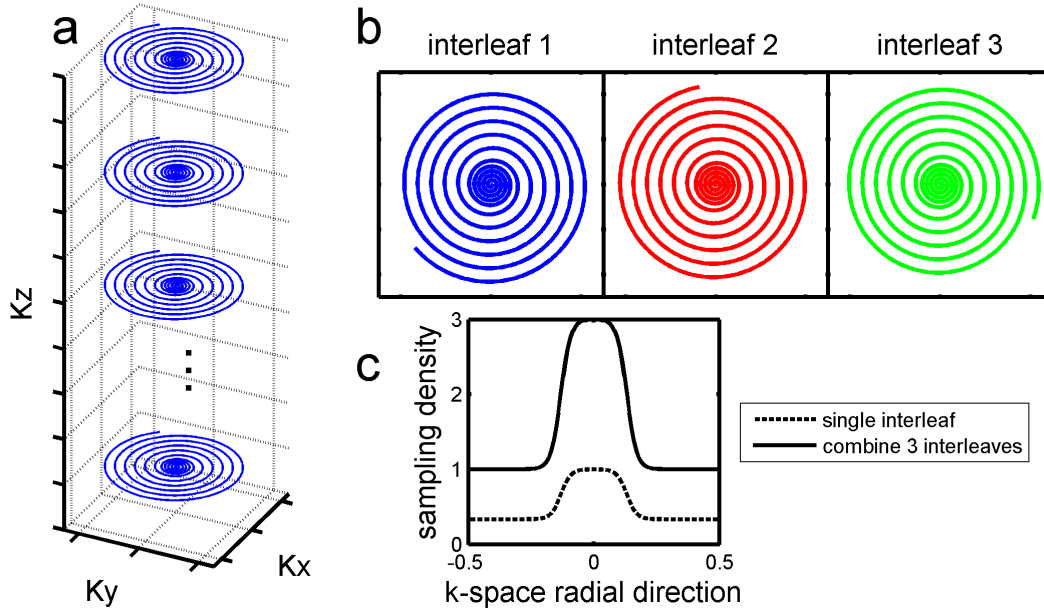 a
Kz
Ky
Kx
b
interleaf 1
interleaf 2
interleaf 3
c
sampling density
3
2
1
0
-0.5
0
0.5
k-space radial direction
single interleaf
combine 3 interleaves